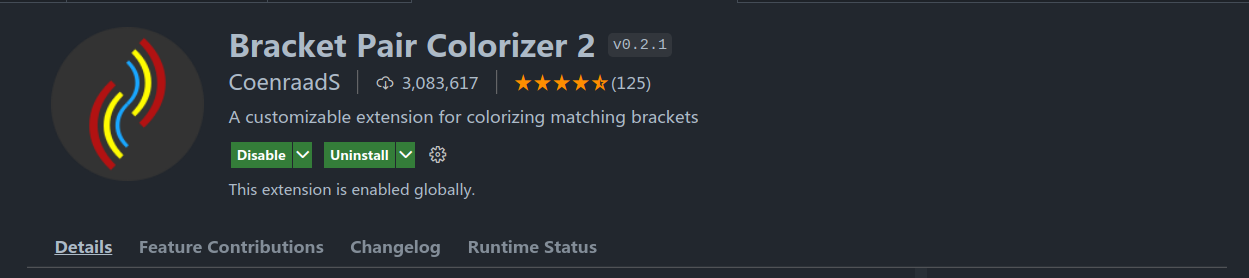 Bracket Pair Colorizer 2 v0.2.1
CoenraadS 3,083,617 (125)
A customizable extension for colorizing matching brackets
Disable Uninstall
This extension is enabled globally.
Details Feature Contributions Changelog Runtime Status